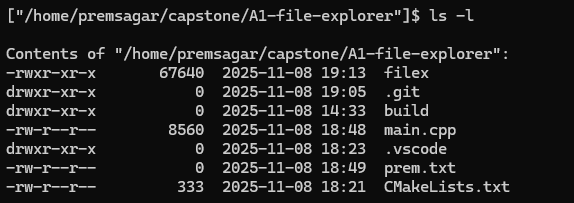 ["/home/premsagar/capstone/A1-file-explorer"]$ ls -l
Contents of "/home/premsagar/capstone/A1-file-explorer":
-rwxr-xr-x 67640 2025-11-08 19:13 filex
drwxr-xr-x 0 2025-11-08 19:05 .git
drwxr-xr-x 0 2025-11-08 14:33 build
-rw-r--r-- 8560 2025-11-08 18:48 main.cpp
drwxr-xr-x 0 2025-11-08 18:23 .vscode
-rw-r--r-- 0 2025-11-08 18:49 prem.txt
-rw-r--r-- 333 2025-11-08 18:21 CMakeLists.txt